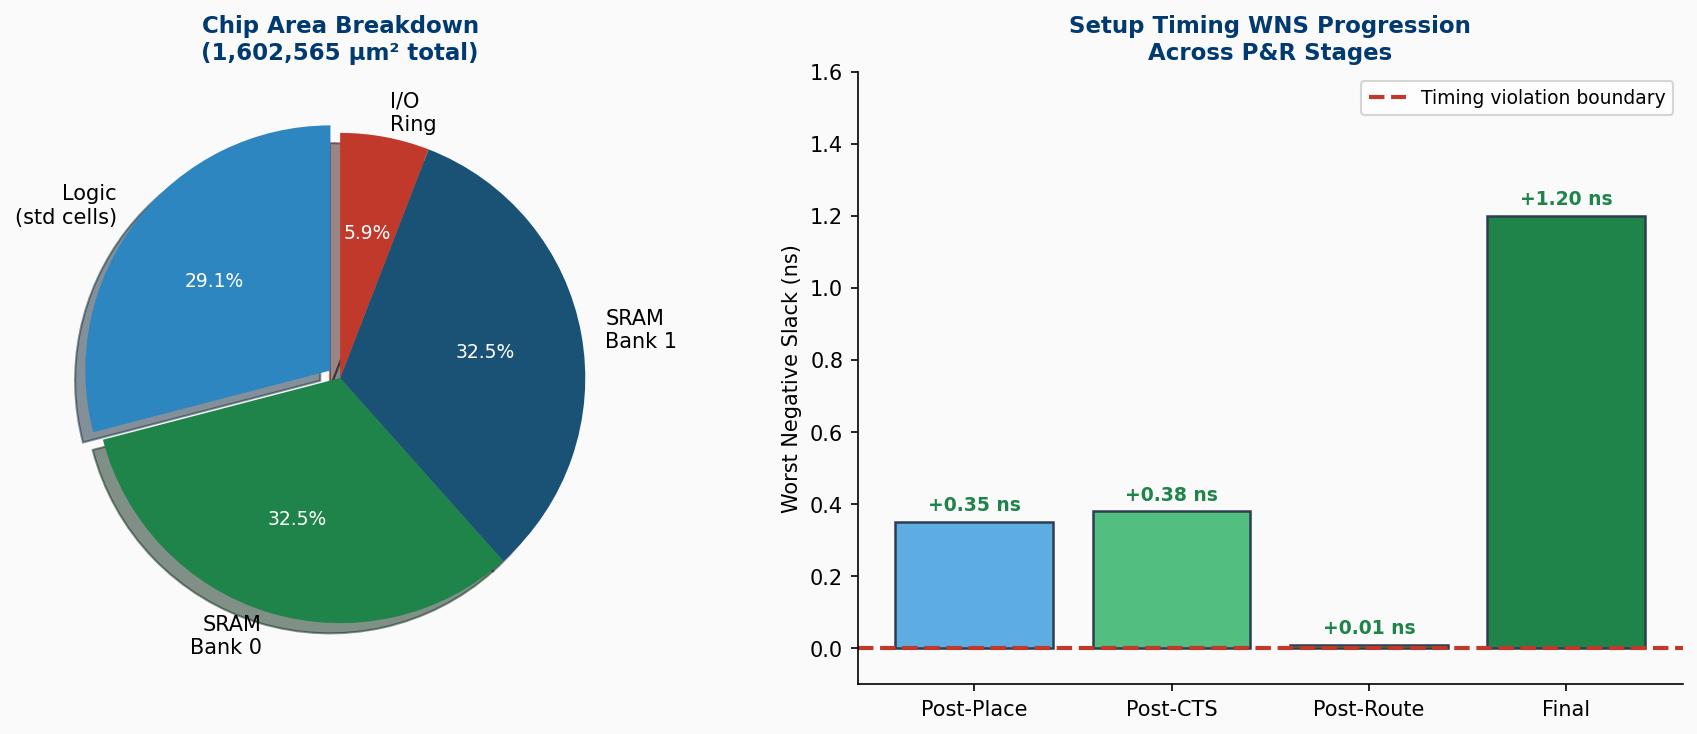 Chip Area Breakdown
(1,602,565 µm² total)
I/O
Ring
Logic
(std cells)
5.9%
29.1%
SRAM
Bank 1
32.5%
32.5%
SRAM
Bank 0
Setup Timing WNS Progression
Across P&R Stages
Timing violation boundary
Worst Negative Slack (ns)
1.6
1.4
1.2
1.0
0.8
0.6
0.4
0.2
0.0
+0.35 ns
+0.38 ns
+0.01 ns
+1.20 ns
Post-Place
Post-CTS
Post-Route
Final